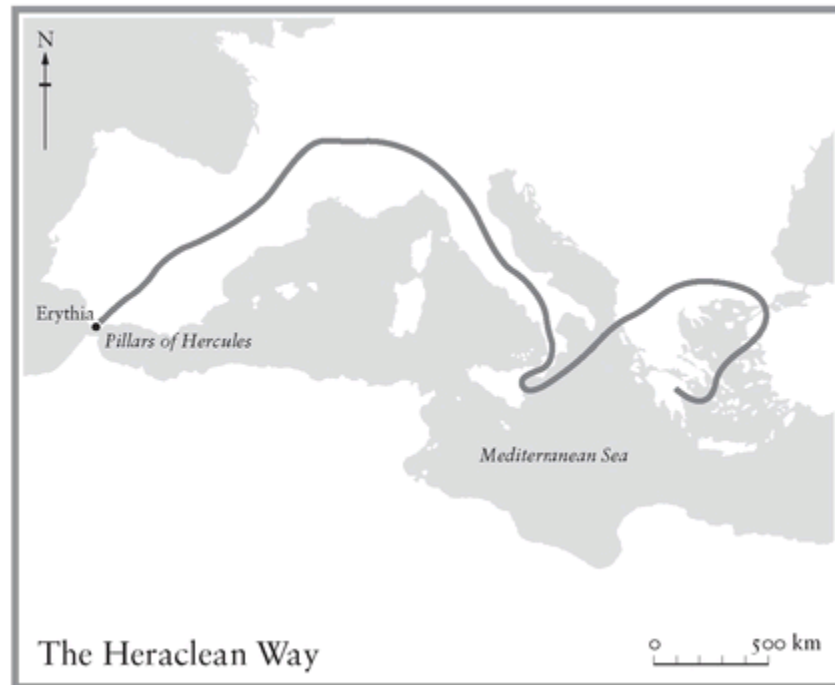 N
Erythia
Pillars of Hercules
Mediterranean Sea
The Heraclean Way
0 500 km